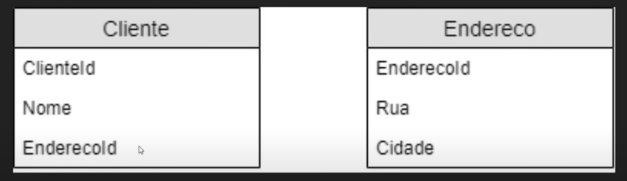 Cliente
ClienteId
Nome
EnderecoId
Endereco
EnderecoId
Rua
Cidade